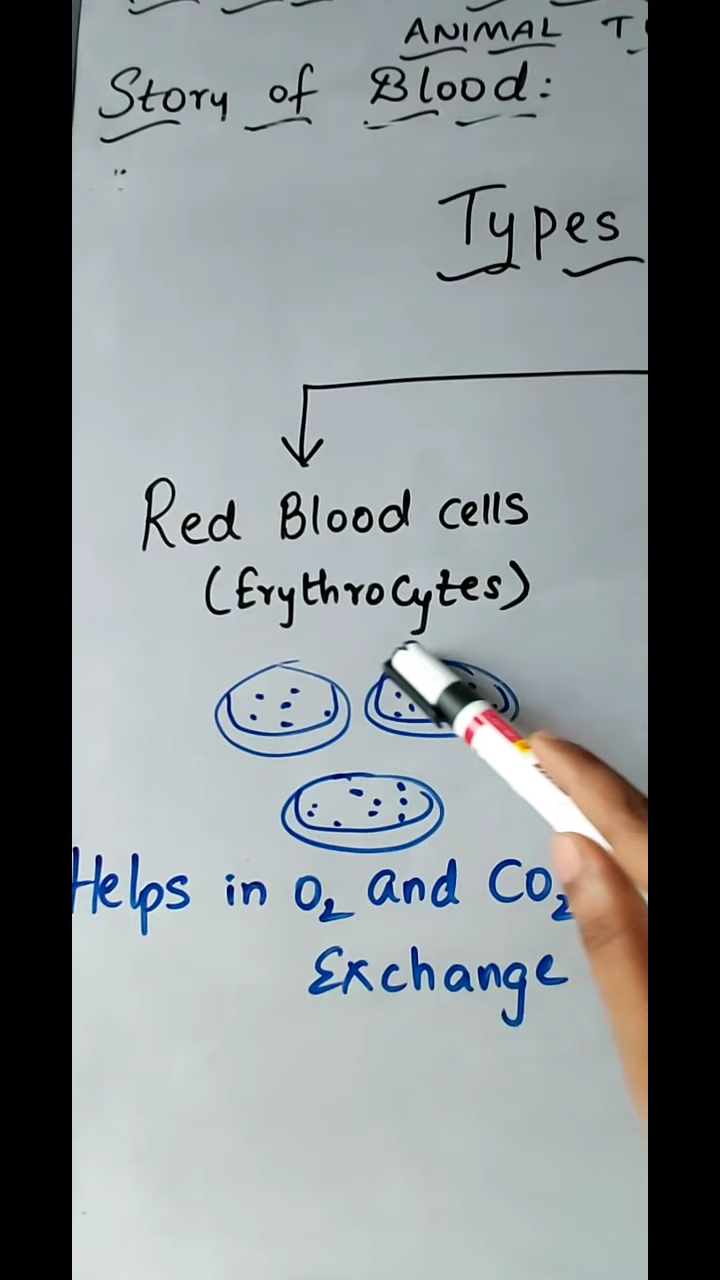 ANIMAL
Story of Blood:
Types
Red Blood cells
(Erythrocytes)
Helps in O₂ and CO₂
Exchange